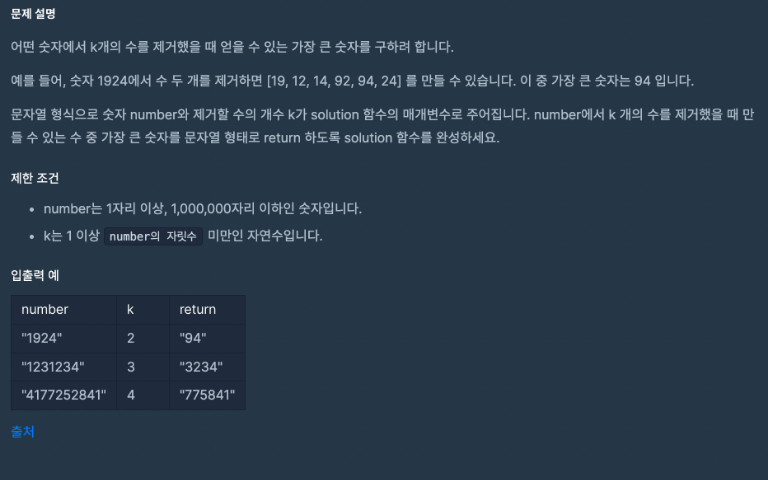 문제 설명
어떤 숫자에서 k개의 수를 제거했을 때 얻을 수 있는 가장 큰 숫자를 구하려 합니다.
예를 들어, 숫자 1924에서 수 두 개를 제거하면 [19, 12, 14, 92, 94, 24] 를 만들 수 있습니다. 이 중 가장 큰 숫자는 94 입니다.
문자열 형식으로 숫자 number와 제거할 수의 개수 k가 solution 함수의 매개변수로 주어집니다. number에서 k 개의 수를 제거했을 때 만
들 수 있는 수 중 가장 큰 숫자를 문자열 형태로 return 하도록 solution 함수를 완성하세요.
제한 조건
• number는 1자리 이상, 1,000,000자리 이하인 숫자입니다.
• k는 1 이상 number의 자릿수 미만인 자연수입니다.
입출력 예
number k return
"1924" 2 "94"
"1231234" 3 "3234"
"4177252841" 4 "775841"
출처